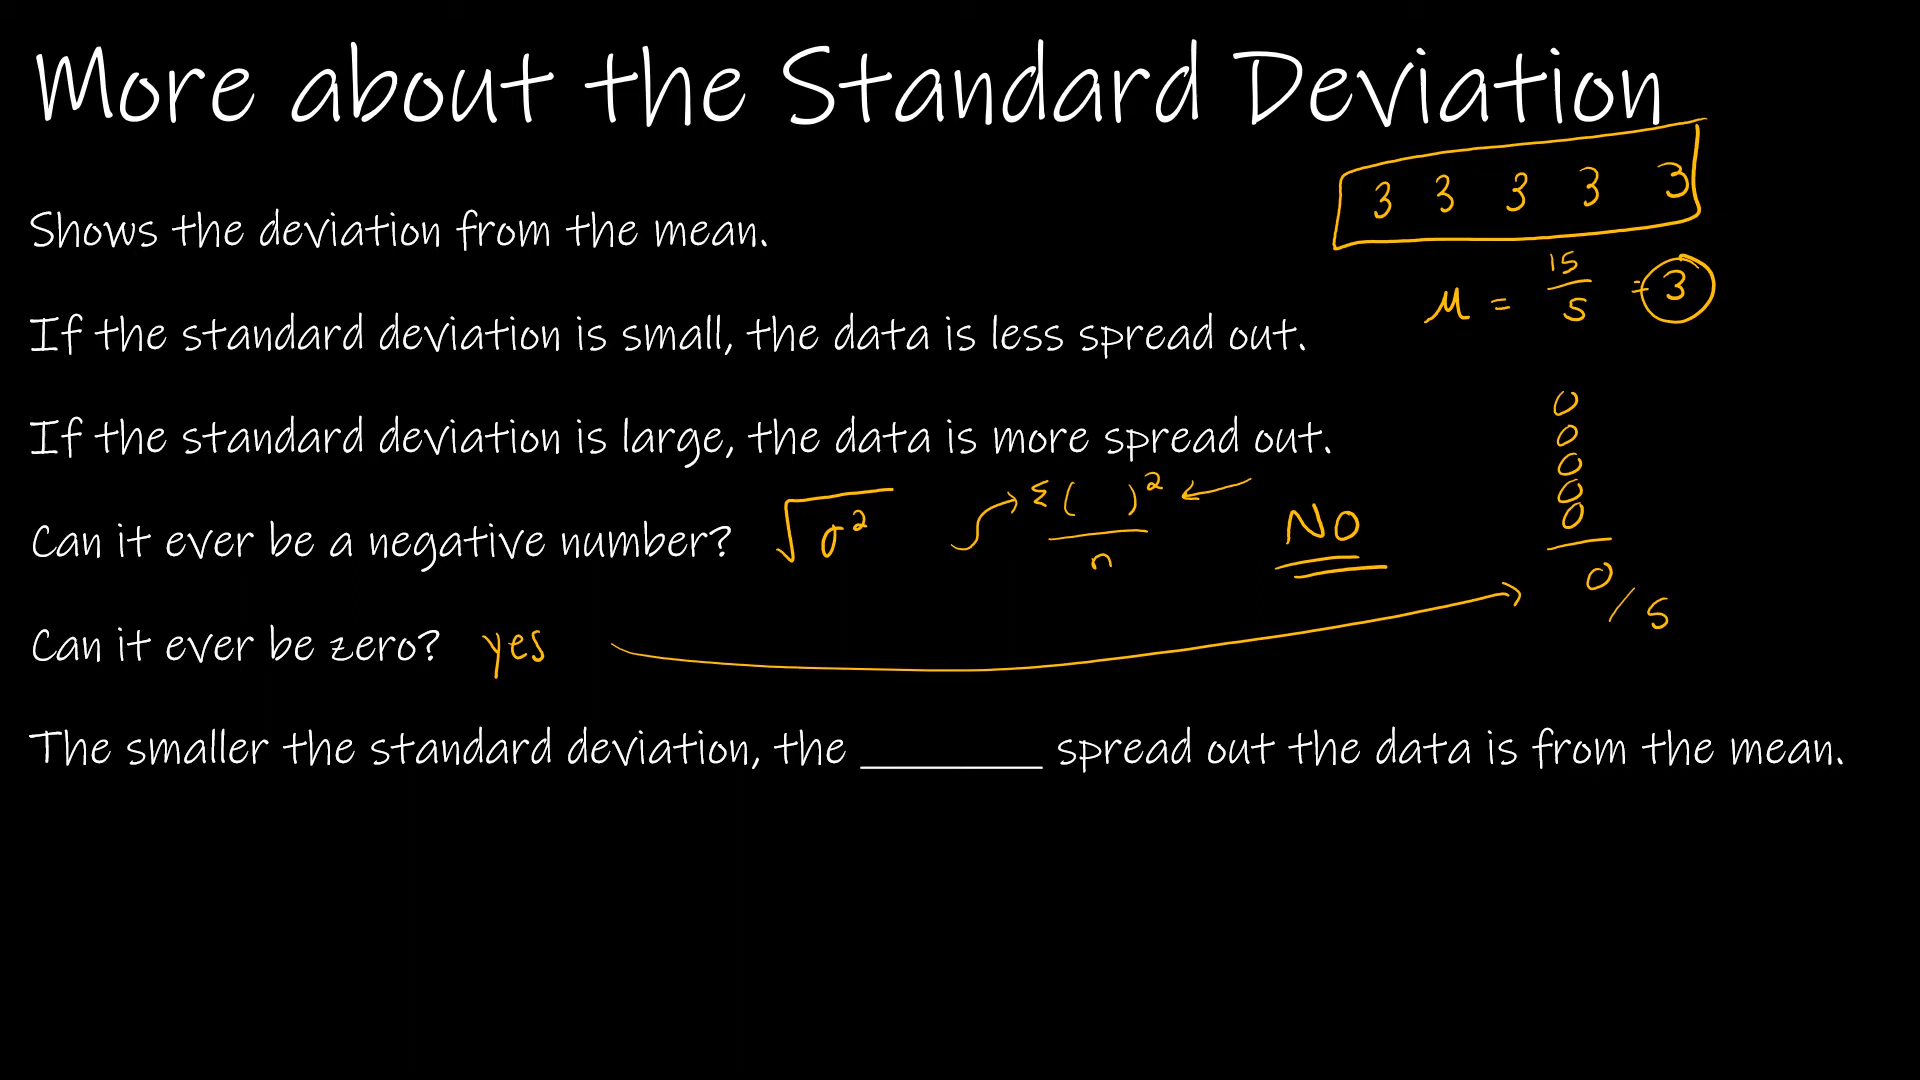 More about the Standard Deviation
3 3 3 3 3
Shows the deviation from the mean.
μ = 15/5 = 3
If the standard deviation is small, the data is less spread out.
If the standard deviation is large, the data is more spread out.
0
0
0
0
0
0/5
Can it ever be a negative number? √σ² Σ( )²/n NO
Can it ever be zero? yes
The smaller the standard deviation, the ________ spread out the data is from the mean.